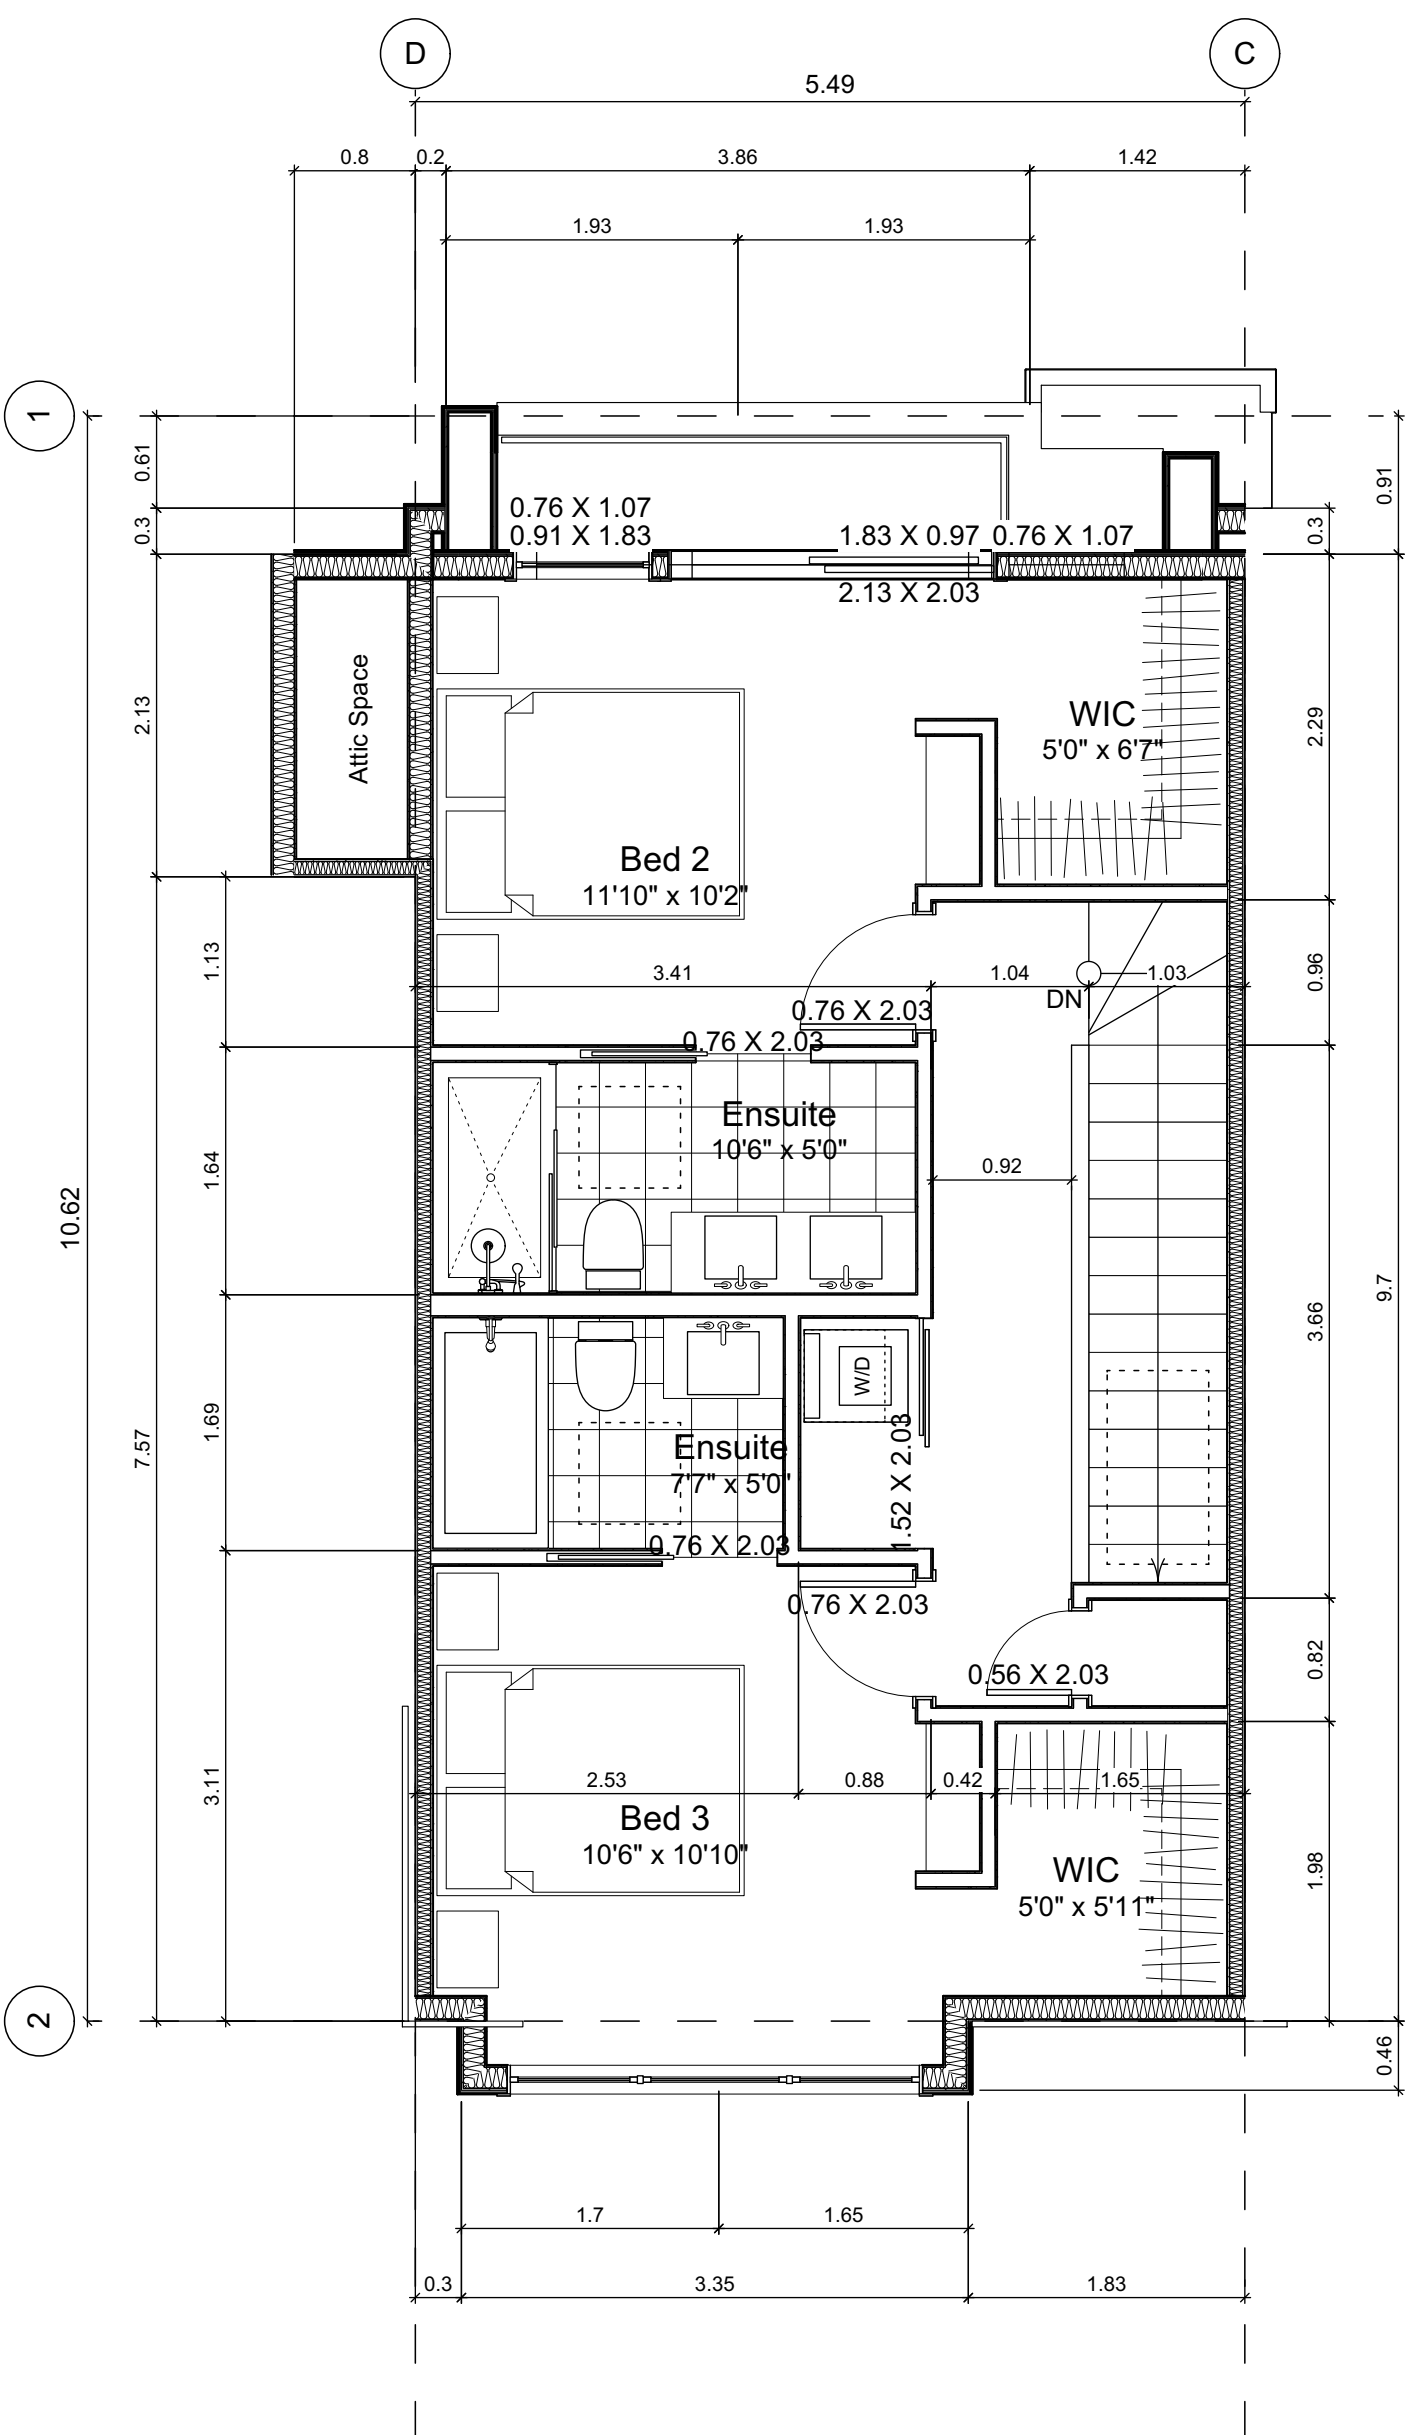 D
C
5.49
0.8
0.2
3.86
1.42
1.93
1.93
1
0.61
0.91
0.3
0.3
0.76 X 1.07
0.91 X 1.83
1.83 X 0.97
0.76 X 1.07
2.13 X 2.03
Attic Space
2.13
2.29
WIC
5'0" x 6'7"
Bed 2
11'10" x 10'2"
1.13
3.41
1.04
1.03
0.96
DN
0.76 X 2.03
0.76 X 2.03
Ensuite
10'6" x 5'0"
1.64
0.92
10.62
9.7
3.66
W/D
1.69
7.57
Ensuite
7'7" x 5'0"
1.52 X 2.03
0.76 X 2.03
0.76 X 2.03
0.82
0.56 X 2.03
3.11
2.53
0.88
0.42
1.65
Bed 3
10'6" x 10'10"
WIC
5'0" x 5'11"
1.98
2
0.46
1.7
1.65
0.3
3.35
1.83